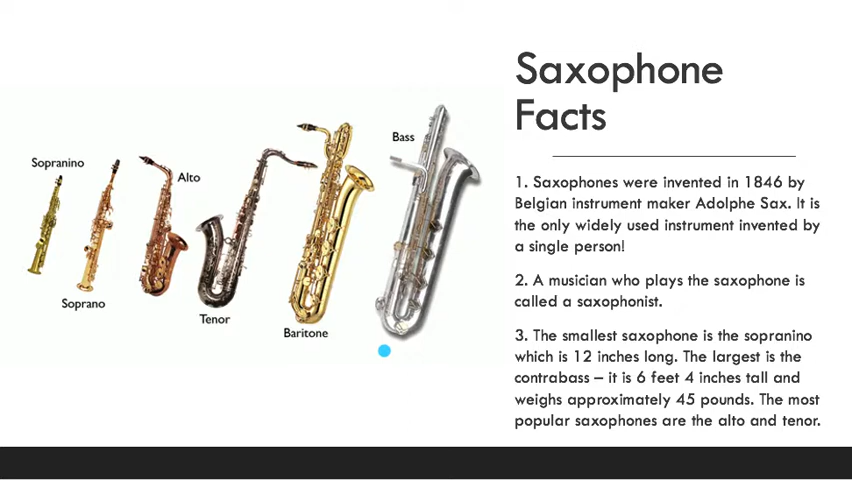 Saxophone
Facts
Sopranino
Soprano
Alto
Tenor
Baritone
Bass
1. Saxophones were invented in 1846 by
Belgian instrument maker Adolphe Sax. It is
the only widely used instrument invented by
a single person!
2. A musician who plays the saxophone is
called a saxophonist.
3. The smallest saxophone is the sopranino
which is 12 inches long. The largest is the
contrabass – it is 6 feet 4 inches tall and
weighs approximately 45 pounds. The most
popular saxophones are the alto and tenor.